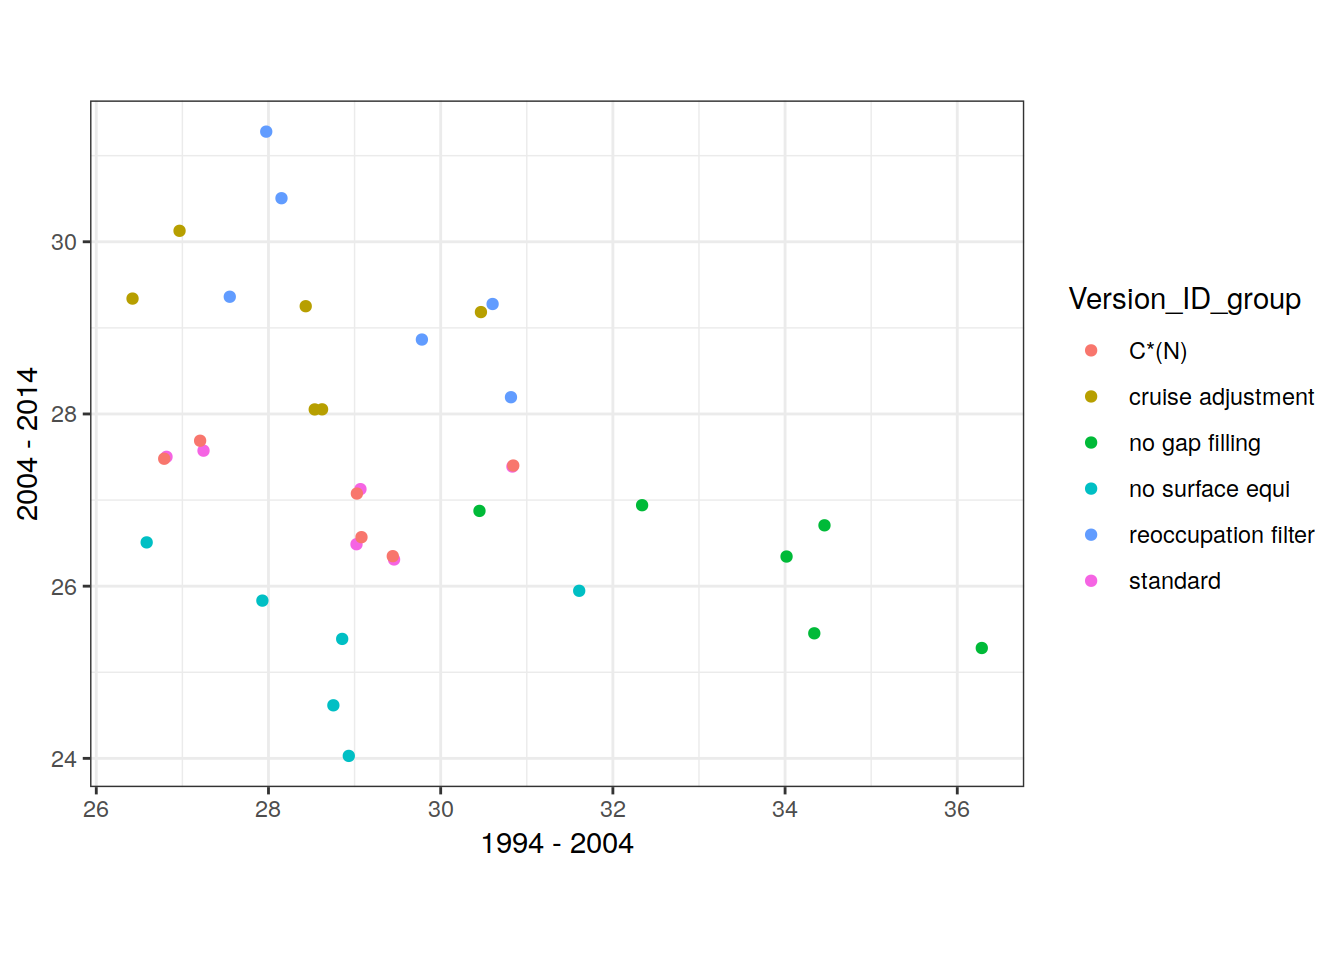 30
28
26
24
2004 - 2014
26 28 30 32 34 36
1994 - 2004
Version_ID_group
C*(N)
cruise adjustment
no gap filling
no surface equi
reoccupation filter
standard